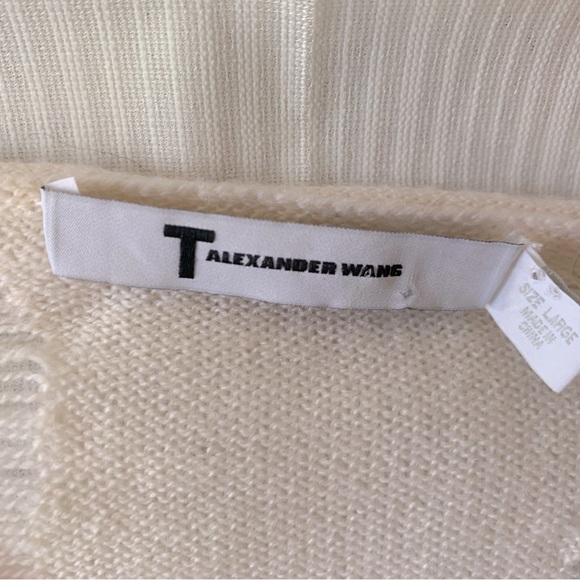 T ALEXANDER WANG
SIZE LARGE
MADE IN
CHINA